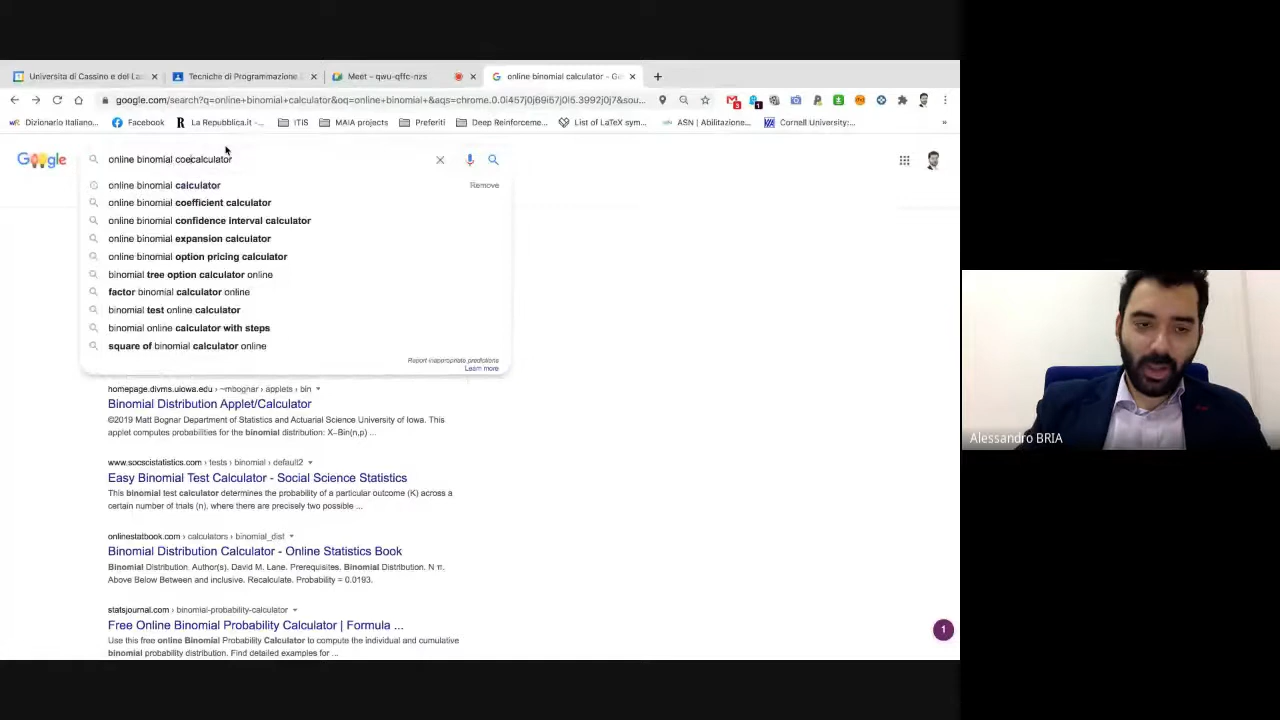 Universita di Cassino e del La
Tecniche di Programmazione
Meet – qwu-qffc-nzs
online binomial calculator – G
google.com/search?q=online+binomial+calculator&oq=online+binomial+&aqs=chrome.0.0i457j0j69i57j0l5.3992j0j7&sou...
Dizionario Italiano...
Facebook
La Repubblica.it -...
ITIS
MAIA projects
Preferiti
Deep Reinforceme...
List of LaTeX sym...
ASN | Abilitazione...
Cornell University:...
»
Google
online binomial coecalculator
online binomial calculator
Remove
online binomial coefficient calculator
online binomial confidence interval calculator
online binomial expansion calculator
online binomial option pricing calculator
binomial tree option calculator online
factor binomial calculator online
binomial test online calculator
binomial online calculator with steps
square of binomial calculator online
Report inappropriate predictions
Learn more
homepage.divms.uiowa.edu › ~mbognar › applets › bin
Binomial Distribution Applet/Calculator
©2019 Matt Bognar Department of Statistics and Actuarial Science University of Iowa. This
applet computes probabilities for the binomial distribution: X~Bin(n,p) ...
www.socscistatistics.com › tests › binomial › default2
Easy Binomial Test Calculator - Social Science Statistics
This binomial test calculator determines the probability of a particular outcome (K) across a
certain number of trials (n), where there are precisely two possible ...
onlinestatbook.com › calculators › binomial_dist
Binomial Distribution Calculator - Online Statistics Book
Binomial Distribution. Author(s). David M. Lane. Prerequisites. Binomial Distribution. N π.
Above Below Between and inclusive. Recalculate. Probability = 0.0193.
statsjournal.com › binomial-probability-calculator
Free Online Binomial Probability Calculator | Formula ...
Use this free online Binomial Probability Calculator to compute the individual and cumulative
binomial probability distribution. Find detailed examples for ...
1
Alessandro BRIA